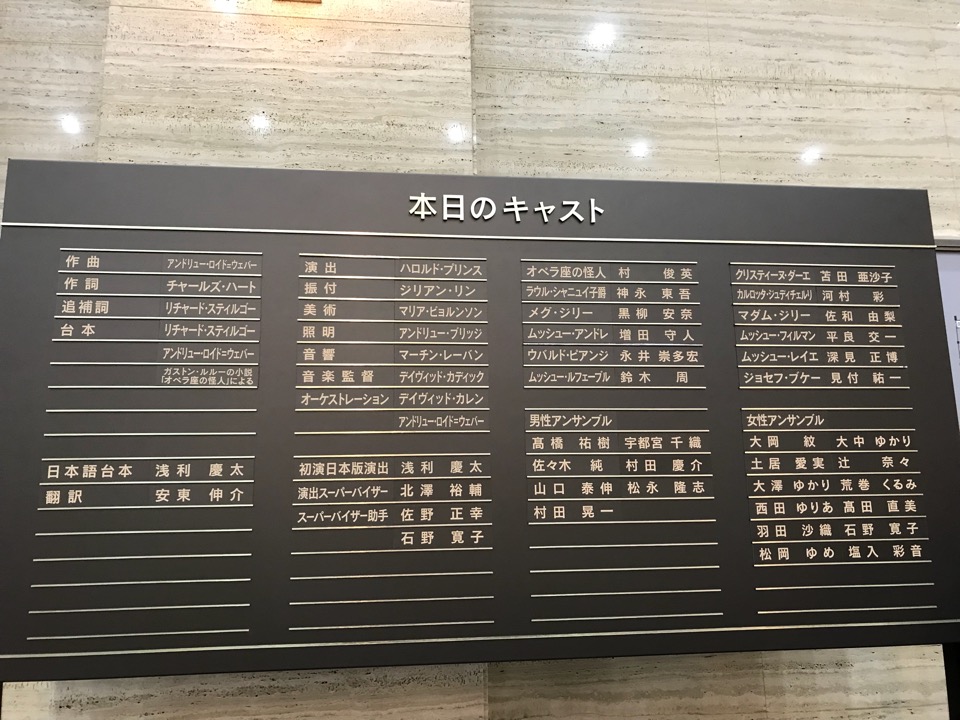 本日のキャスト
作曲 アンドリュー・ロイド=ウェバー
作詞 チャールズ・ハート
追補詞 リチャード・スティルゴー
台本 リチャード・スティルゴー
アンドリュー・ロイド=ウェバー
ガストン・ルルーの小説
「オペラ座の怪人」による
日本語台本 浅利 慶太
翻訳 安東 伸介
演出 ハロルド・プリンス
振付 ジリアン・リン
美術 マリア・ビョルンソン
照明 アンドリュー・ブリッジ
音響 マーチン・レーバン
音楽監督 デイヴィッド・カディック
オーケストレーション デイヴィッド・カレン
アンドリュー・ロイド=ウェバー
初演日本版演出 浅利 慶太
演出スーパーバイザー 北澤 裕輔
スーパーバイザー助手 佐野 正幸
石野 寛子
オペラ座の怪人 村 俊英
ラウル・シャニュイ子爵 神永 東吾
メグ・ジリー 黒柳 安奈
ムッシュー・アンドレ 増田 守人
ウバルド・ピアンジ 永井 崇多宏
ムッシュー・ルフェーブル 鈴木 周
男性アンサンブル
髙橋 祐樹 宇都宮 千織
佐々木 純 村田 慶介
山口 泰伸 松永 隆志
村田 晃一
クリスティーヌ・ダーエ 苫田 亜沙子
カルロッタ・ジュディチェルリ 河村 彩
マダム・ジリー 佐和 由梨
ムッシュー・フィルマン 平良 交一
ムッシュー・レイエ 深見 正博
ジョセフ・ブケー 見付 祐一
女性アンサンブル
大岡 紋 大中 ゆかり
土居 愛実 辻 奈々
大澤 ゆかり 荒巻 くるみ
西田 ゆりあ 高田 直美
羽田 沙織 石野 寛子
松岡 ゆめ 塩入 彩音